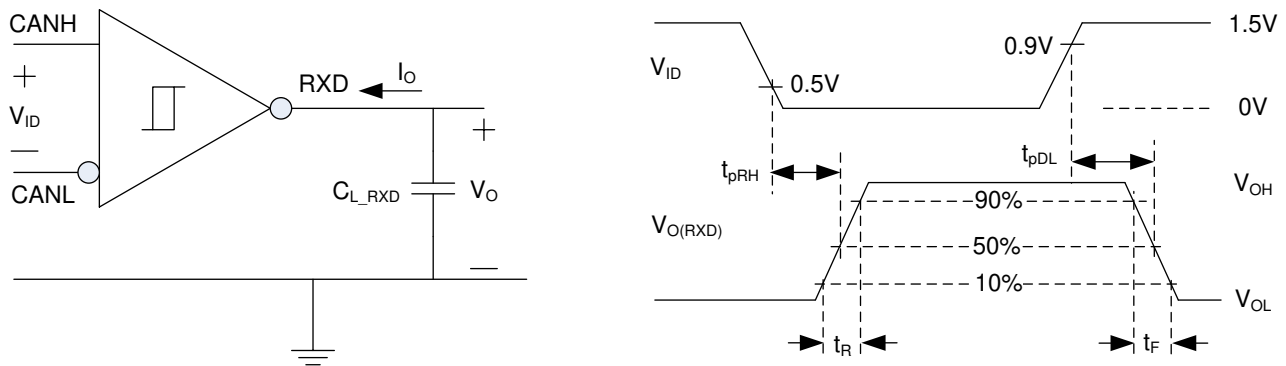 CANH
RXD
I_O
+
V_ID
—
CANL
C_L_RXD
+
V_O
—
1.5V
0.9V
V_ID
0.5V
0V
t_pRH
t_pDL
V_OH
90%
V_O(RXD)
50%
10%
V_OL
t_R
t_F